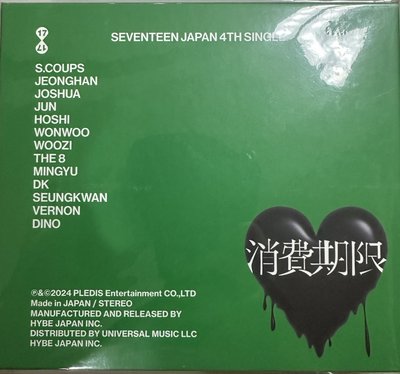 17
SEVENTEEN JAPAN 4TH SINGLE
S.COUPS
JEONGHAN
JOSHUA
JUN
HOSHI
WONWOO
WOOZI
THE 8
MINGYU
DK
SEUNGKWAN
VERNON
DINO
消費期限
℗&©2024 PLEDIS Entertainment CO.,LTD
Made in JAPAN / STEREO
MANUFACTURED AND RELEASED BY
HYBE JAPAN INC.
DISTRIBUTED BY UNIVERSAL MUSIC LLC
HYBE JAPAN INC.